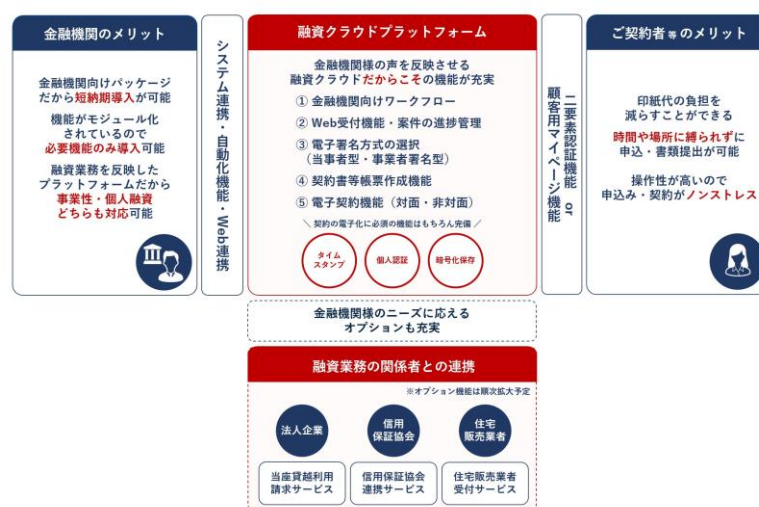 金融機関のメリット
金融機関向けパッケージ
だから短納期導入が可能
機能がモジュール化
されているので
必要機能のみ導入可能
融資業務を反映した
プラットフォームだから
事業性・個人融資
どちらも対応可能
システム連携・自動化機能・Web連携
融資クラウドプラットフォーム
金融機関様の声を反映させる
融資クラウドだからこその機能が充実
① 金融機関向けワークフロー
② Web受付機能・案件の進捗管理
③ 電子署名方式の選択
(当事者型・事業者署名型)
④ 契約書等帳票作成機能
⑤ 電子契約機能(対面・非対面)
\ 契約の電子化に必須の機能はもちろん完備 /
タイム
スタンプ
個人認証
暗号化保存
二要素認証機能 or
顧客用マイページ機能
ご契約者等のメリット
印紙代の負担を
減らすことができる
時間や場所に縛られずに
申込・書類提出が可能
操作性が高いので
申込み・契約がノンストレス
金融機関様のニーズに応える
オプションも充実
融資業務の関係者との連携
※オプション機能は順次拡大予定
法人企業
信用
保証協会
住宅
販売業者
当座貸越利用
請求サービス
信用保証協会
連携サービス
住宅販売業者
受付サービス